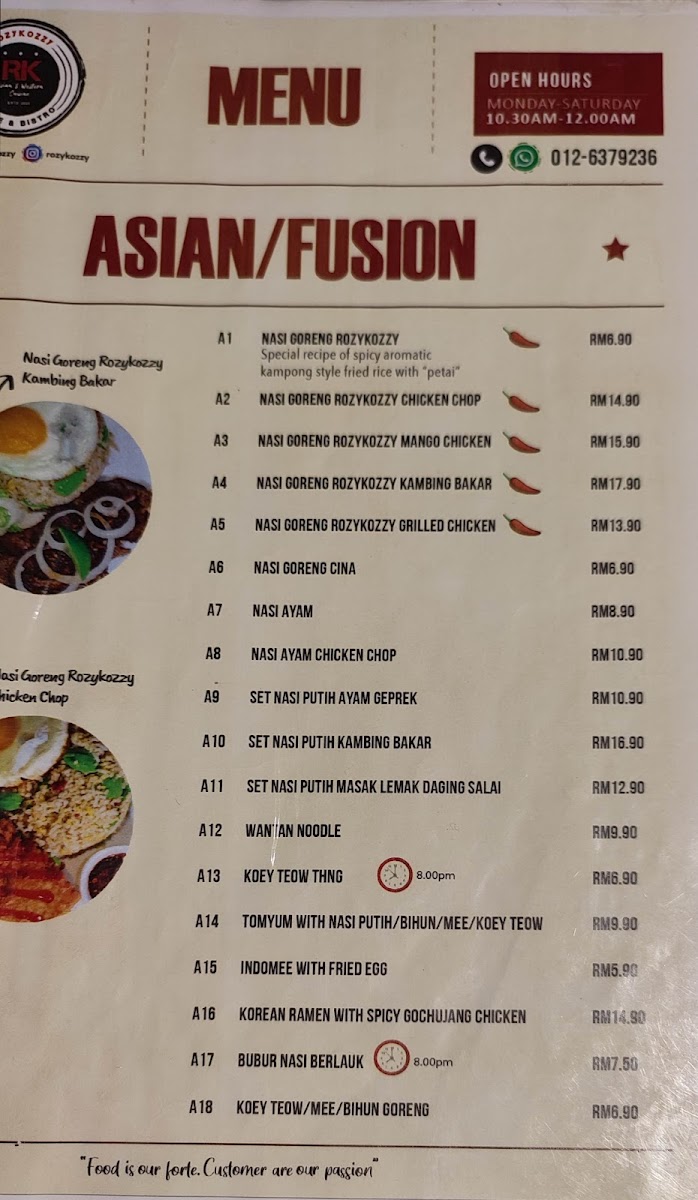 ROZYKOZZY
RK
& BISTRO
MENU
OPEN HOURS
MONDAY-SATURDAY
10.30AM-12.00AM
rozykozzy
012-6379236
ASIAN/FUSION
Nasi Goreng Rozykozzy
Kambing Bakar
A1 NASI GORENG ROZYKOZZY RM6.90
Special recipe of spicy aromatic
kampong style fried rice with "petai"
A2 NASI GORENG ROZYKOZZY CHICKEN CHOP RM14.90
A3 NASI GORENG ROZYKOZZY MANGO CHICKEN RM15.90
A4 NASI GORENG ROZYKOZZY KAMBING BAKAR RM17.90
A5 NASI GORENG ROZYKOZZY GRILLED CHICKEN RM13.90
A6 NASI GORENG CINA RM6.90
A7 NASI AYAM RM8.90
A8 NASI AYAM CHICKEN CHOP RM10.90
Nasi Goreng Rozykozzy
Chicken Chop
A9 SET NASI PUTIH AYAM GEPREK RM10.90
A10 SET NASI PUTIH KAMBING BAKAR RM16.90
A11 SET NASI PUTIH MASAK LEMAK DAGING SALAI RM12.90
A12 WANTAN NOODLE RM9.90
A13 KOEY TEOW THNG 8.00pm RM6.90
A14 TOMYUM WITH NASI PUTIH/BIHUN/MEE/KOEY TEOW RM9.90
A15 INDOMEE WITH FRIED EGG RM5.90
A16 KOREAN RAMEN WITH SPICY GOCHUJANG CHICKEN RM14.90
A17 BUBUR NASI BERLAUK 8.00pm RM7.50
A18 KOEY TEOW/MEE/BIHUN GORENG RM6.90
"Food is our forte. Customer are our passion"